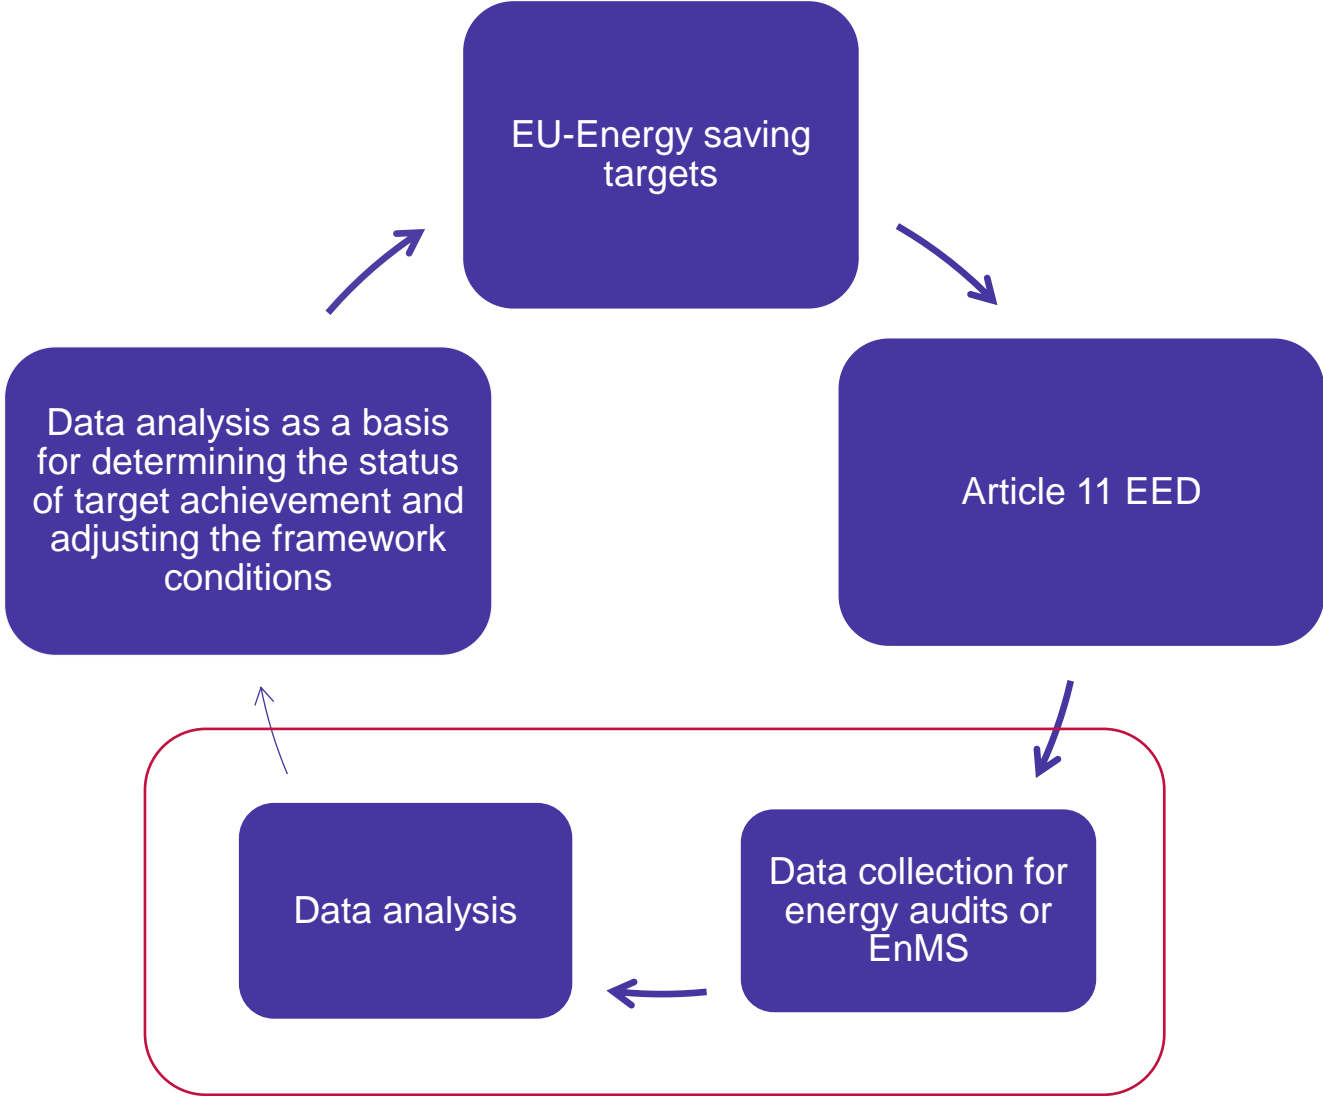 EU-Energy saving
targets
Article 11 EED
Data collection for
energy audits or
EnMS
Data analysis
Data analysis as a basis
for determining the status
of target achievement and
adjusting the framework
conditions